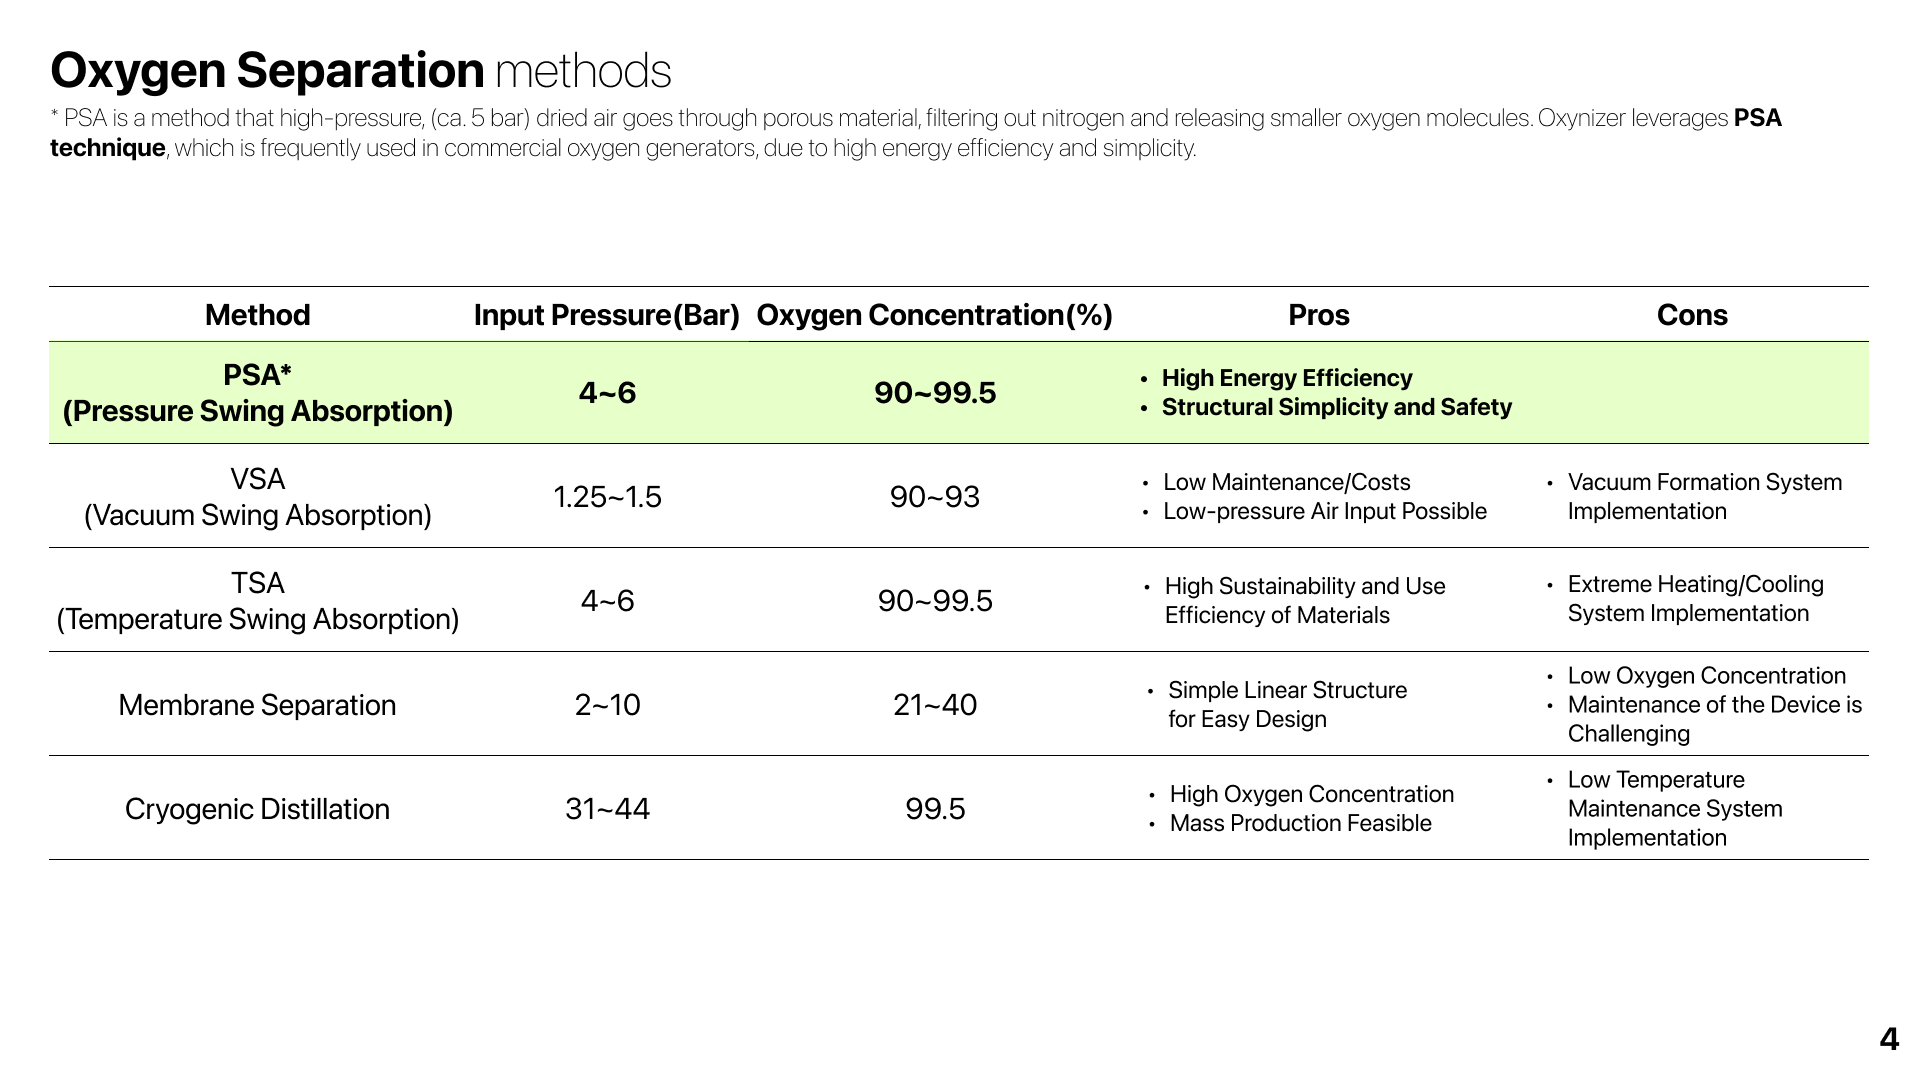 Oxygen Separation methods
* PSA is a method that high-pressure, (ca. 5 bar) dried air goes through porous material, filtering out nitrogen and releasing smaller oxygen molecules. Oxynizer leverages PSA
technique, which is frequently used in commercial oxygen generators, due to high energy efficiency and simplicity.
Method Input Pressure(Bar) Oxygen Concentration(%) Pros Cons
PSA*
(Pressure Swing Absorption)
4~6
90~99.5
• High Energy Efficiency
• Structural Simplicity and Safety
VSA
(Vacuum Swing Absorption)
1.25~1.5
90~93
• Low Maintenance/Costs
• Low-pressure Air Input Possible
• Vacuum Formation System
Implementation
TSA
(Temperature Swing Absorption)
4~6
90~99.5
• High Sustainability and Use
Efficiency of Materials
• Extreme Heating/Cooling
System Implementation
Membrane Separation
2~10
21~40
• Simple Linear Structure
for Easy Design
• Low Oxygen Concentration
• Maintenance of the Device is
Challenging
Cryogenic Distillation
31~44
99.5
• High Oxygen Concentration
• Mass Production Feasible
• Low Temperature
Maintenance System
Implementation
4